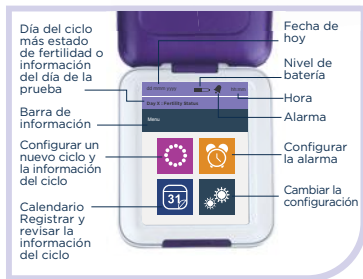 Día del ciclo
más estado
de fertilidad o
información
del día de la
prueba
Barra de
información
Configurar un
nuevo ciclo y
la información
del ciclo
Calendario
Registrar y
revisar la
información
del ciclo
Fecha de
hoy
Nivel de
batería
Hora
Alarma
Configurar
la alarma
Cambiar la
configuración
Day X : Fertility Status
Menu
31